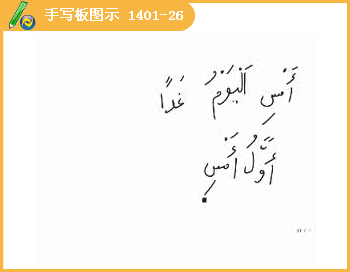 手写板图示 1401-26
أَمْسِ اَلْيَوْمُ غَدًا
أَوَّلُ أَمْسِ